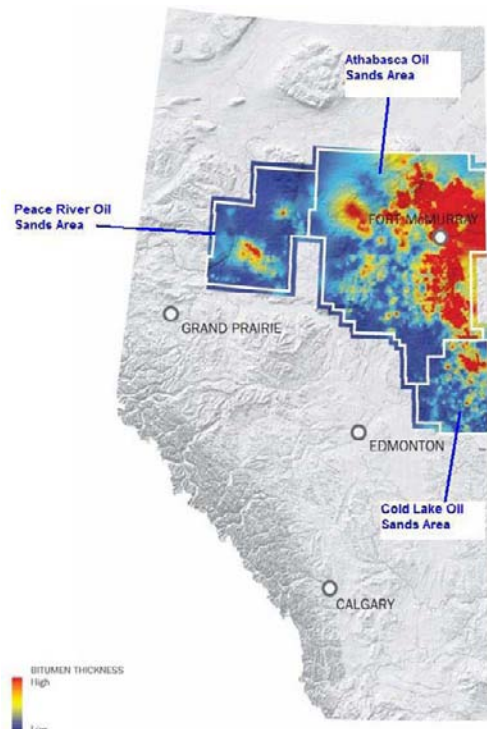 Athabasca Oil
Sands Area
Peace River Oil
Sands Area
FORT MCMURRAY
GRAND PRAIRIE
EDMONTON
Cold Lake Oil
Sands Area
CALGARY
BITUMEN THICKNESS
High
Low